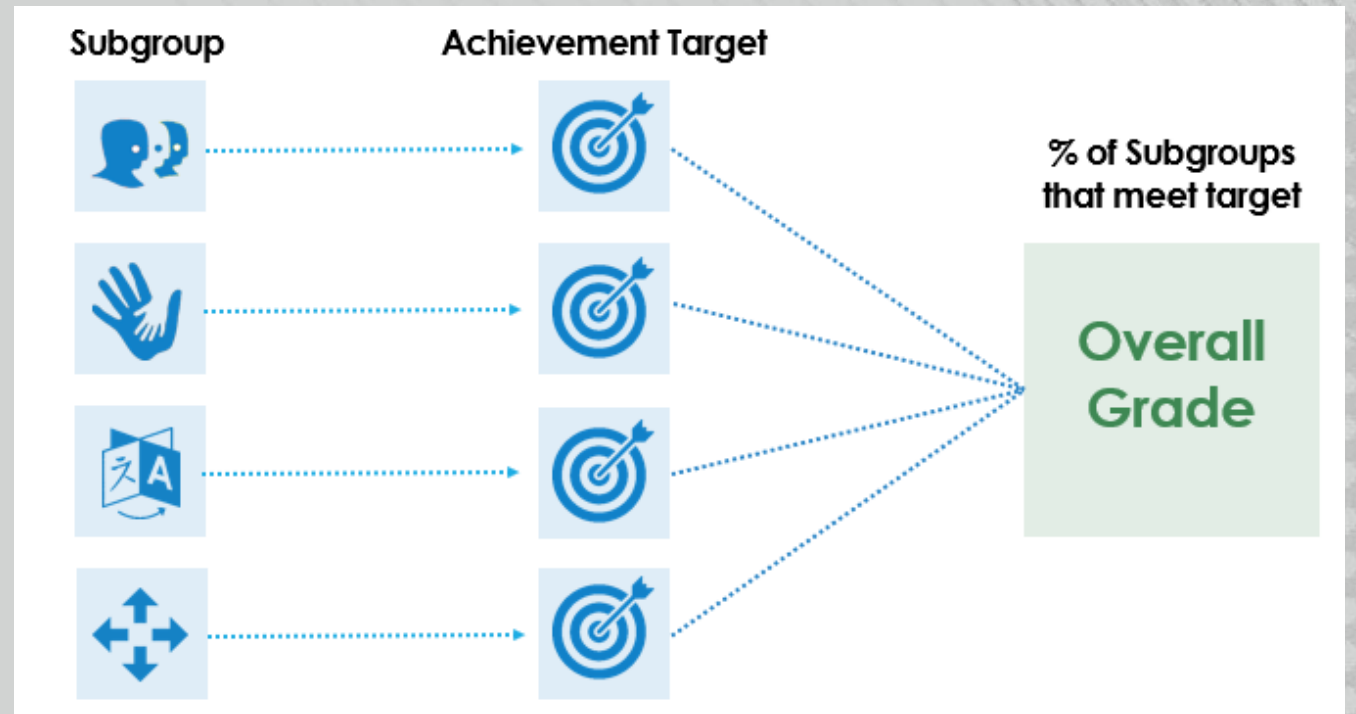 Subgroup
Achievement Target
% of Subgroups
that meet target
Overall
Grade
A